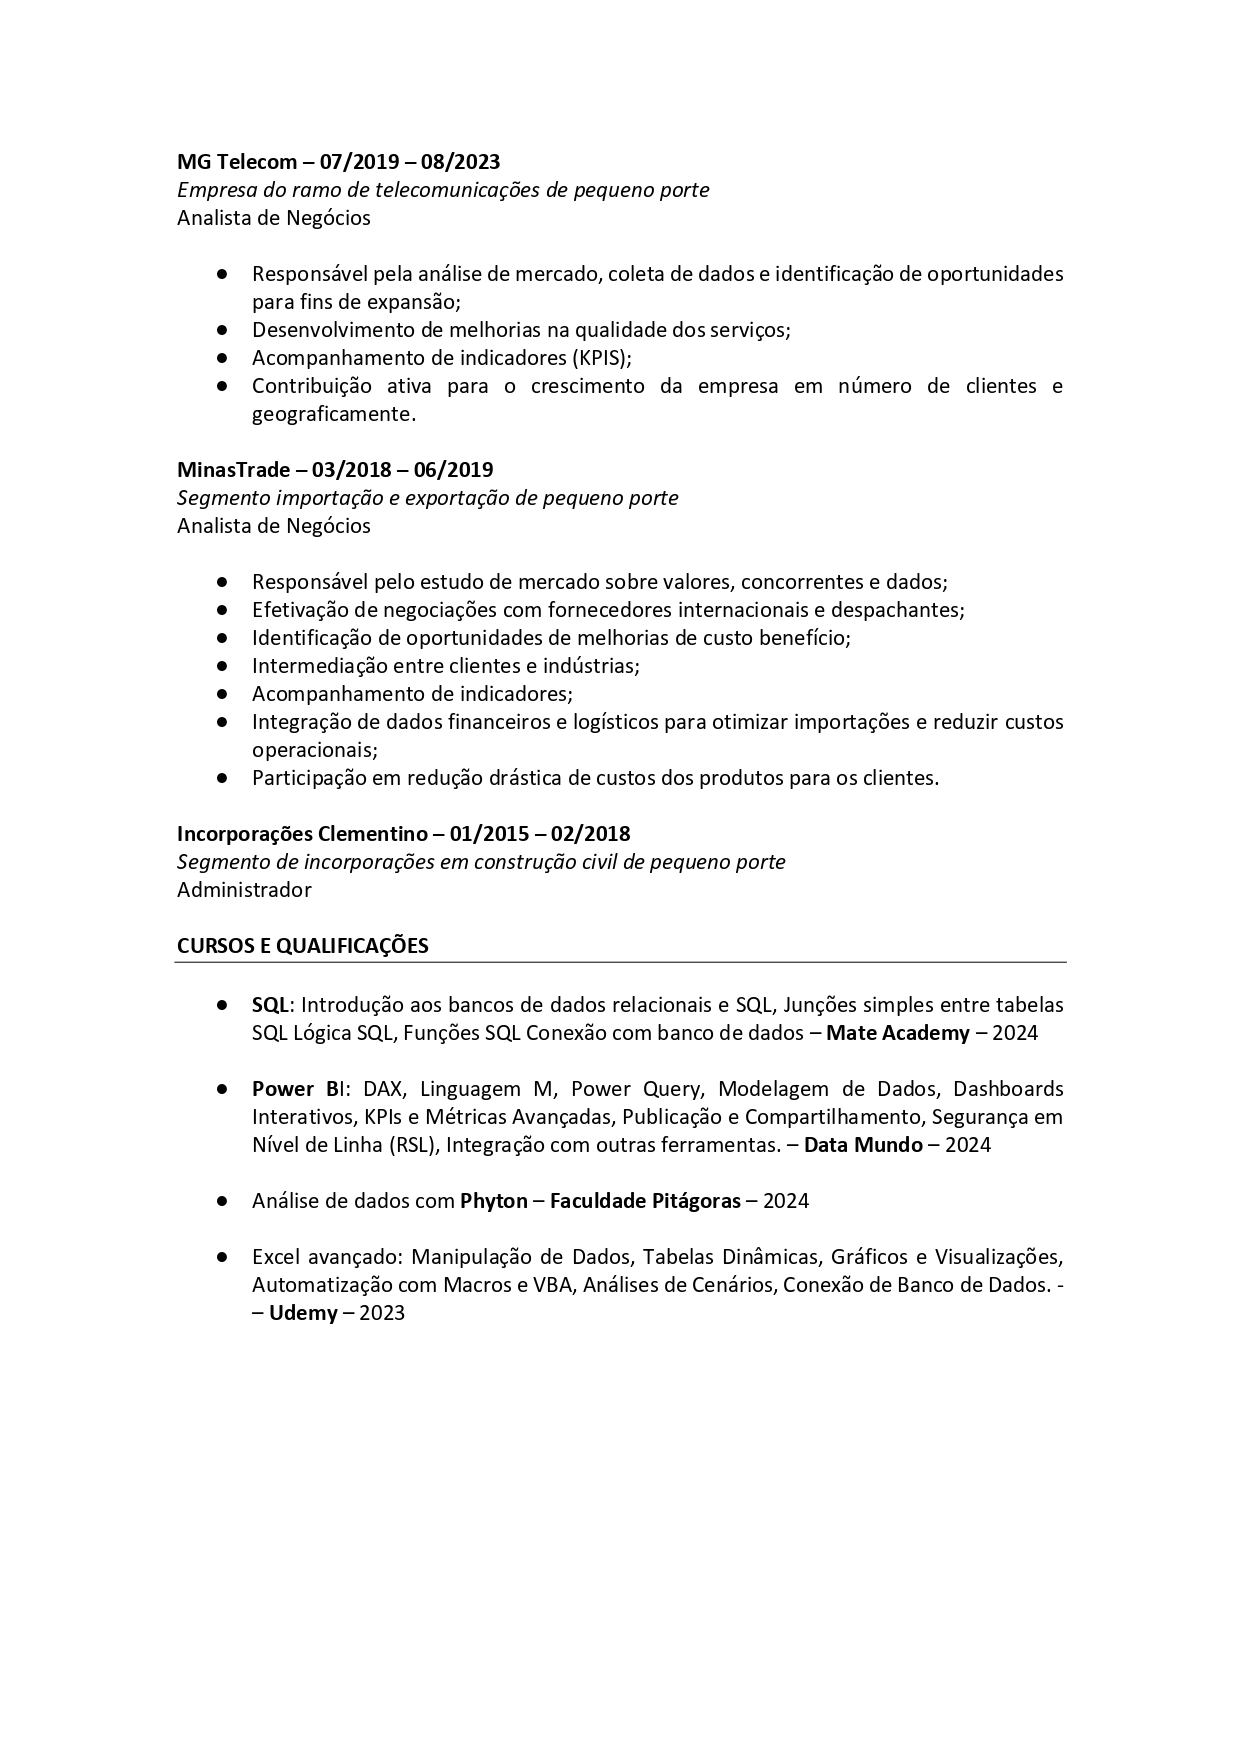 MG Telecom – 07/2019 – 08/2023
Empresa do ramo de telecomunicações de pequeno porte
Analista de Negócios
● Responsável pela análise de mercado, coleta de dados e identificação de oportunidades
para fins de expansão;
● Desenvolvimento de melhorias na qualidade dos serviços;
● Acompanhamento de indicadores (KPIS);
● Contribuição ativa para o crescimento da empresa em número de clientes e
geograficamente.
MinasTrade – 03/2018 – 06/2019
Segmento importação e exportação de pequeno porte
Analista de Negócios
● Responsável pelo estudo de mercado sobre valores, concorrentes e dados;
● Efetivação de negociações com fornecedores internacionais e despachantes;
● Identificação de oportunidades de melhorias de custo benefício;
● Intermediação entre clientes e indústrias;
● Acompanhamento de indicadores;
● Integração de dados financeiros e logísticos para otimizar importações e reduzir custos
operacionais;
● Participação em redução drástica de custos dos produtos para os clientes.
Incorporações Clementino – 01/2015 – 02/2018
Segmento de incorporações em construção civil de pequeno porte
Administrador
CURSOS E QUALIFICAÇÕES
● SQL: Introdução aos bancos de dados relacionais e SQL, Junções simples entre tabelas
SQL Lógica SQL, Funções SQL Conexão com banco de dados – Mate Academy – 2024
● Power BI: DAX, Linguagem M, Power Query, Modelagem de Dados, Dashboards
Interativos, KPIs e Métricas Avançadas, Publicação e Compartilhamento, Segurança em
Nível de Linha (RSL), Integração com outras ferramentas. – Data Mundo – 2024
● Análise de dados com Phyton – Faculdade Pitágoras – 2024
● Excel avançado: Manipulação de Dados, Tabelas Dinâmicas, Gráficos e Visualizações,
Automatização com Macros e VBA, Análises de Cenários, Conexão de Banco de Dados. -
– Udemy – 2023